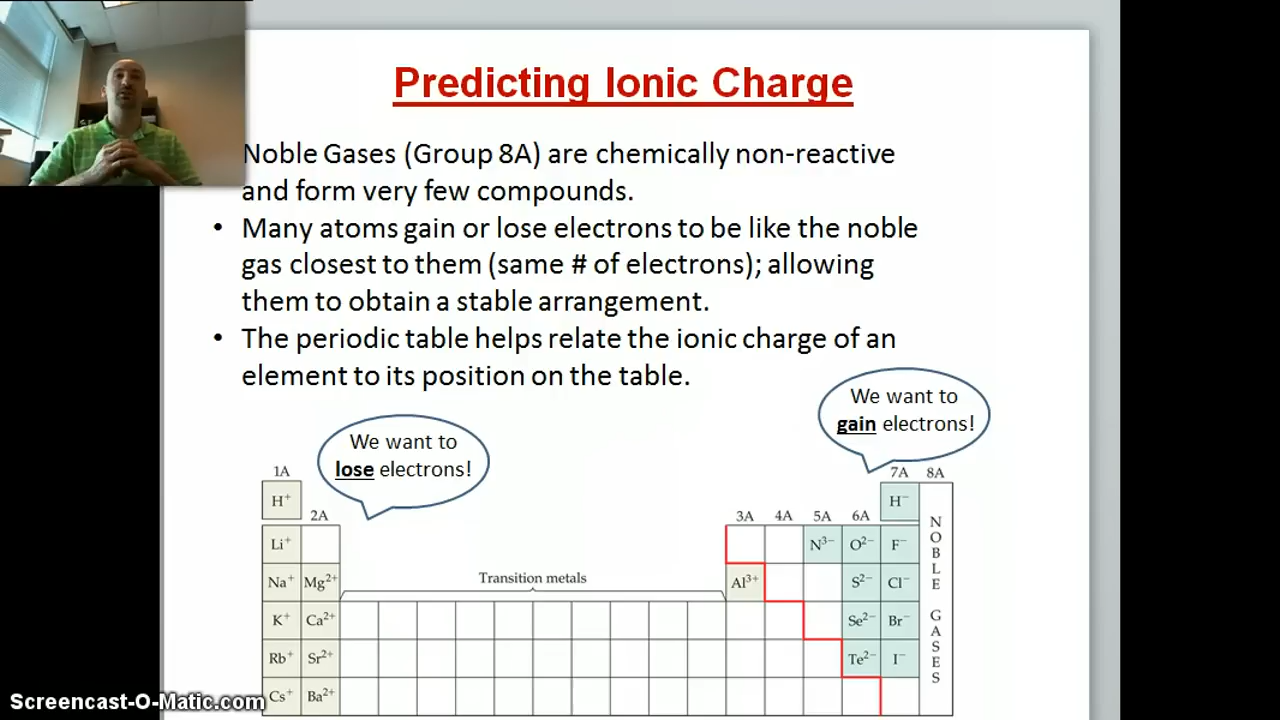 Predicting Ionic Charge
Noble Gases (Group 8A) are chemically non-reactive
and form very few compounds.
• Many atoms gain or lose electrons to be like the noble
gas closest to them (same # of electrons); allowing
them to obtain a stable arrangement.
• The periodic table helps relate the ionic charge of an
element to its position on the table.
We want to
gain electrons!
We want to
lose electrons!
1A 7A 8A
H⁺ H⁻
2A 3A 4A 5A 6A
Li⁺ N³⁻ O²⁻ F⁻
Na⁺ Mg²⁺ Transition metals Al³⁺ S²⁻ Cl⁻
K⁺ Ca²⁺ Se²⁻ Br⁻
Rb⁺ Sr²⁺ Te²⁻ I⁻
Cs⁺ Ba²⁺
NOBLE GASES
Screencast-O-Matic.com